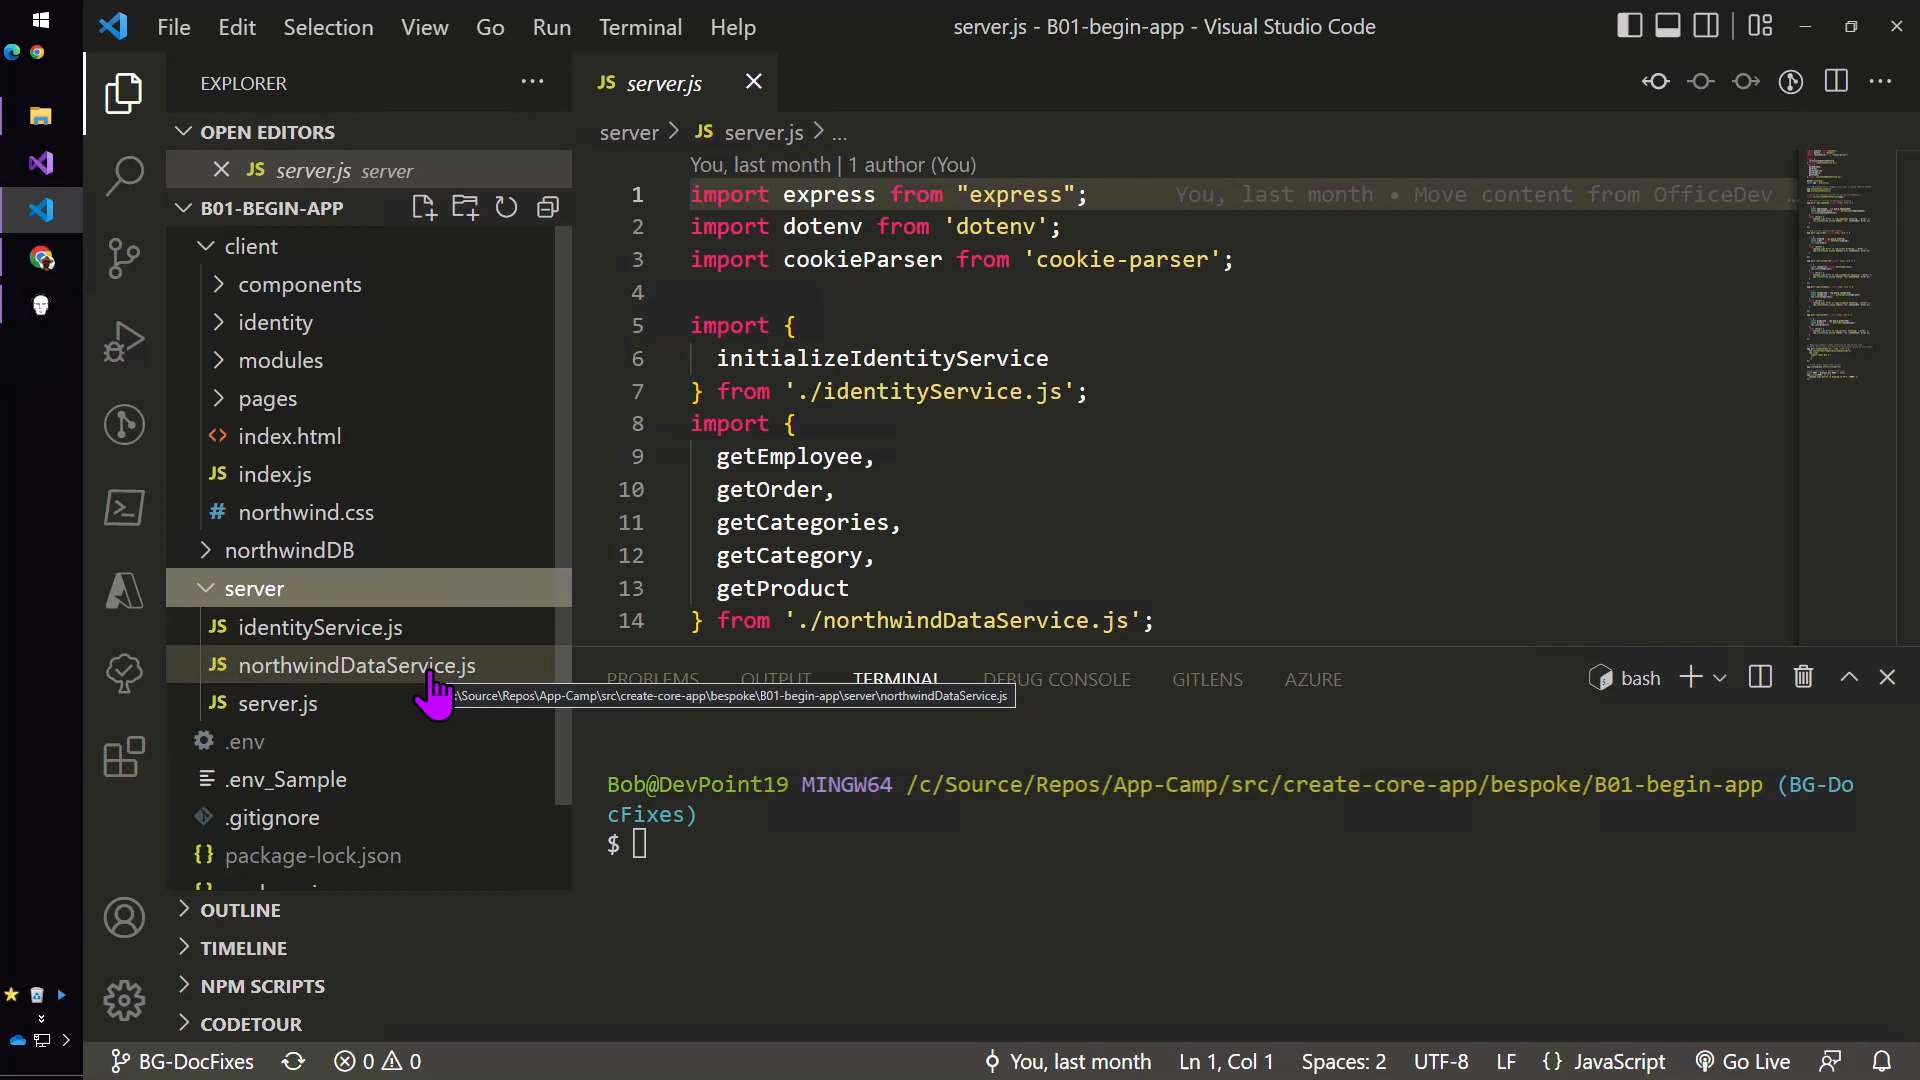 File Edit Selection View Go Run Terminal Help
server.js - B01-begin-app - Visual Studio Code
EXPLORER
OPEN EDITORS
JS server.js server
B01-BEGIN-APP
client
components
identity
modules
pages
<> index.html
JS index.js
# northwind.css
northwindDB
server
JS identityService.js
JS northwindDataService.js
JS server.js
.env
.env_Sample
.gitignore
{} package-lock.json
OUTLINE
TIMELINE
NPM SCRIPTS
CODETOUR
JS server.js
server > JS server.js > ...
You, last month | 1 author (You)
1 import express from "express"; You, last month • Move content from OfficeDev ...
2 import dotenv from 'dotenv';
3 import cookieParser from 'cookie-parser';
4
5 import {
6 initializeIdentityService
7 } from './identityService.js';
8 import {
9 getEmployee,
10 getOrder,
11 getCategories,
12 getCategory,
13 getProduct
14 } from './northwindDataService.js';
PROBLEMS OUTPUT TERMINAL DEBUG CONSOLE GITLENS AZURE
bash
:\Source\Repos\App-Camp\src\create-core-app\bespoke\B01-begin-app\server\northwindDataService.js
Bob@DevPoint19 MINGW64 /c/Source/Repos/App-Camp/src/create-core-app/bespoke/B01-begin-app (BG-Do
cFixes)
$
BG-DocFixes 0 0 You, last month Ln 1, Col 1 Spaces: 2 UTF-8 LF {} JavaScript Go Live